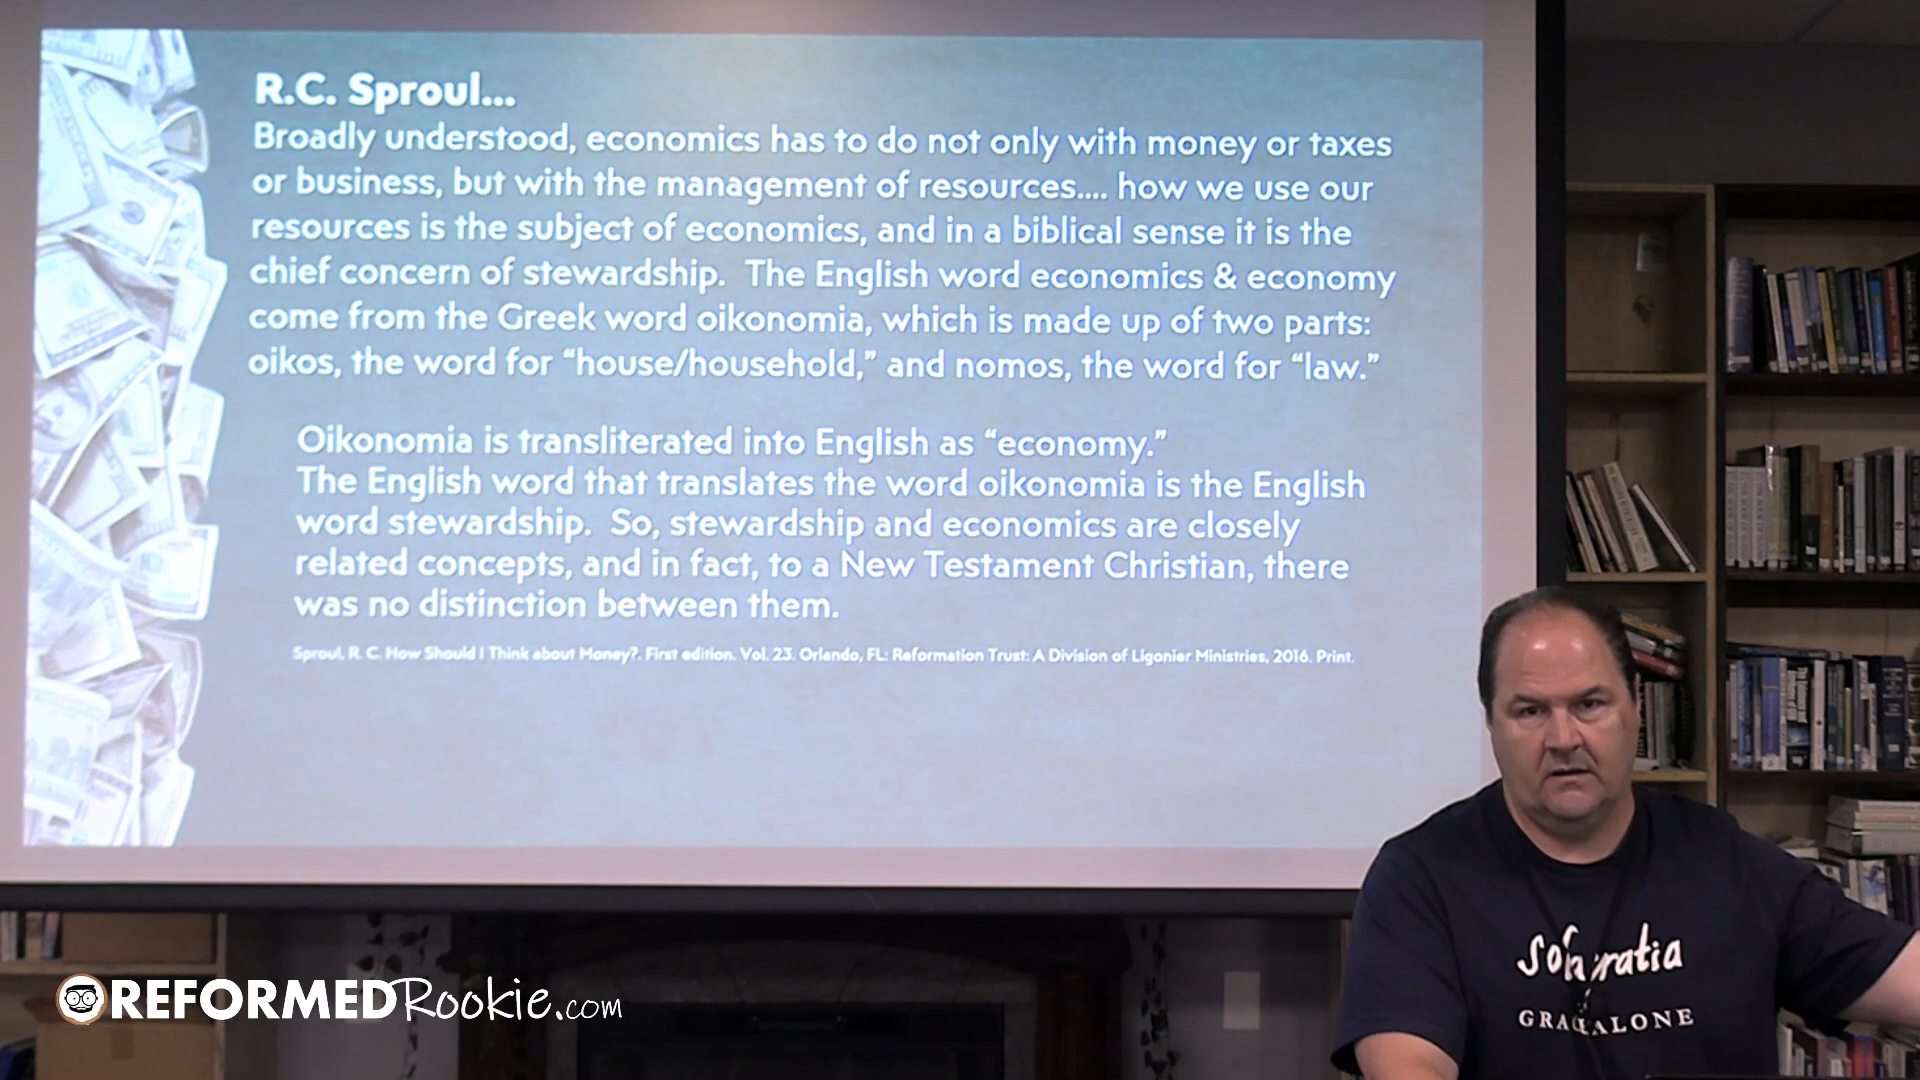 R.C. Sproul...
Broadly understood, economics has to do not only with money or taxes
or business, but with the management of resources.... how we use our
resources is the subject of economics, and in a biblical sense it is the
chief concern of stewardship. The English word economics & economy
come from the Greek word oikonomia, which is made up of two parts:
oikos, the word for “house/household,” and nomos, the word for “law.”
Oikonomia is transliterated into English as “economy.”
The English word that translates the word oikonomia is the English
word stewardship. So, stewardship and economics are closely
related concepts, and in fact, to a New Testament Christian, there
was no distinction between them.
Sproul, R. C. How Should I Think about Money?. First edition. Vol. 23. Orlando, FL: Reformation Trust: A Division of Ligonier Ministries, 2016. Print.
GRACE ALONE
REFORMEDRookie.com